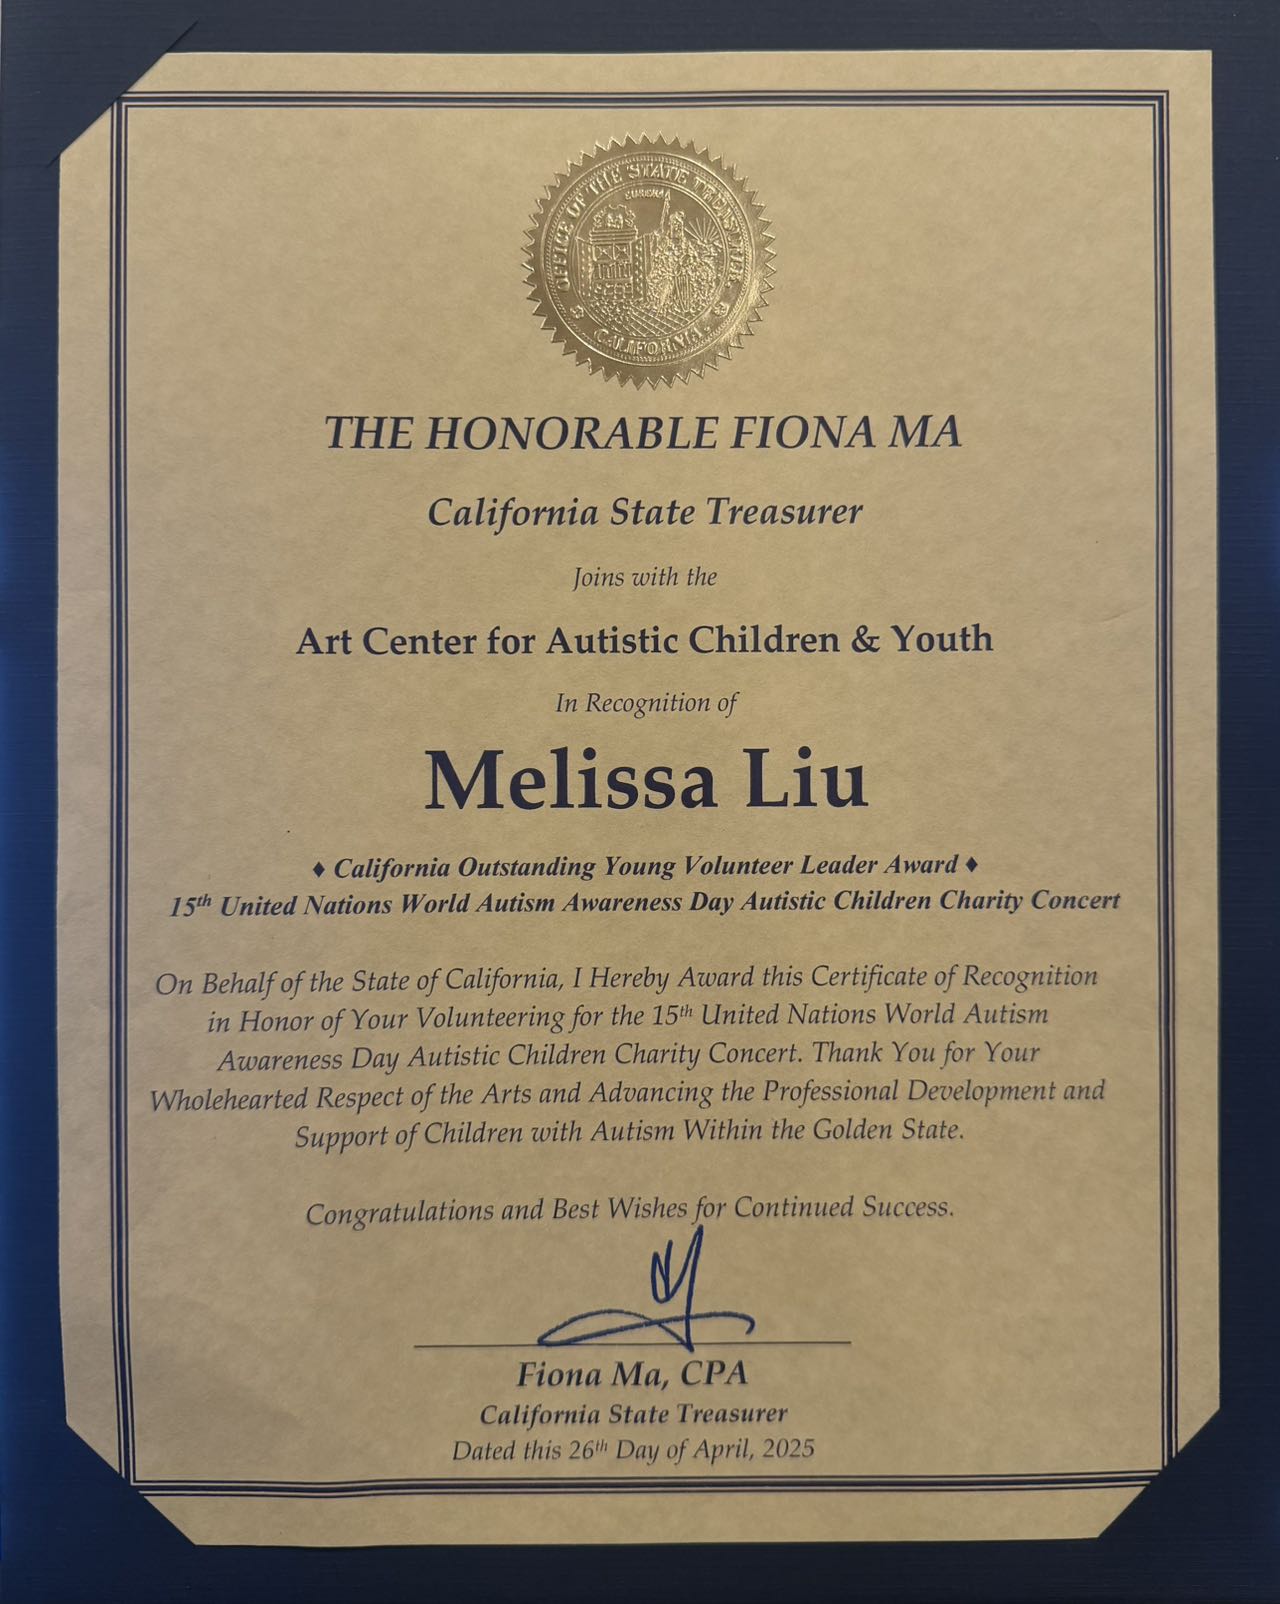 OFFICE OF THE STATE TREASURER
EUREKA
CALIFORNIA
THE HONORABLE FIONA MA
California State Treasurer
Joins with the
Art Center for Autistic Children & Youth
In Recognition of
Melissa Liu
♦ California Outstanding Young Volunteer Leader Award ♦
15th United Nations World Autism Awareness Day Autistic Children Charity Concert
On Behalf of the State of California, I Hereby Award this Certificate of Recognition
in Honor of Your Volunteering for the 15th United Nations World Autism
Awareness Day Autistic Children Charity Concert. Thank You for Your
Wholehearted Respect of the Arts and Advancing the Professional Development and
Support of Children with Autism Within the Golden State.
Congratulations and Best Wishes for Continued Success.
Fiona Ma, CPA
California State Treasurer
Dated this 26th Day of April, 2025